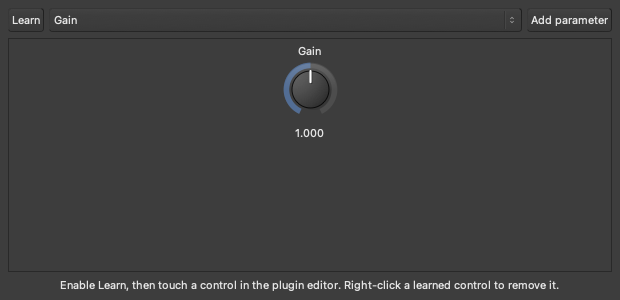 Learn
Gain
Add parameter
Gain
1.000
Enable Learn, then touch a control in the plugin editor. Right-click a learned control to remove it.